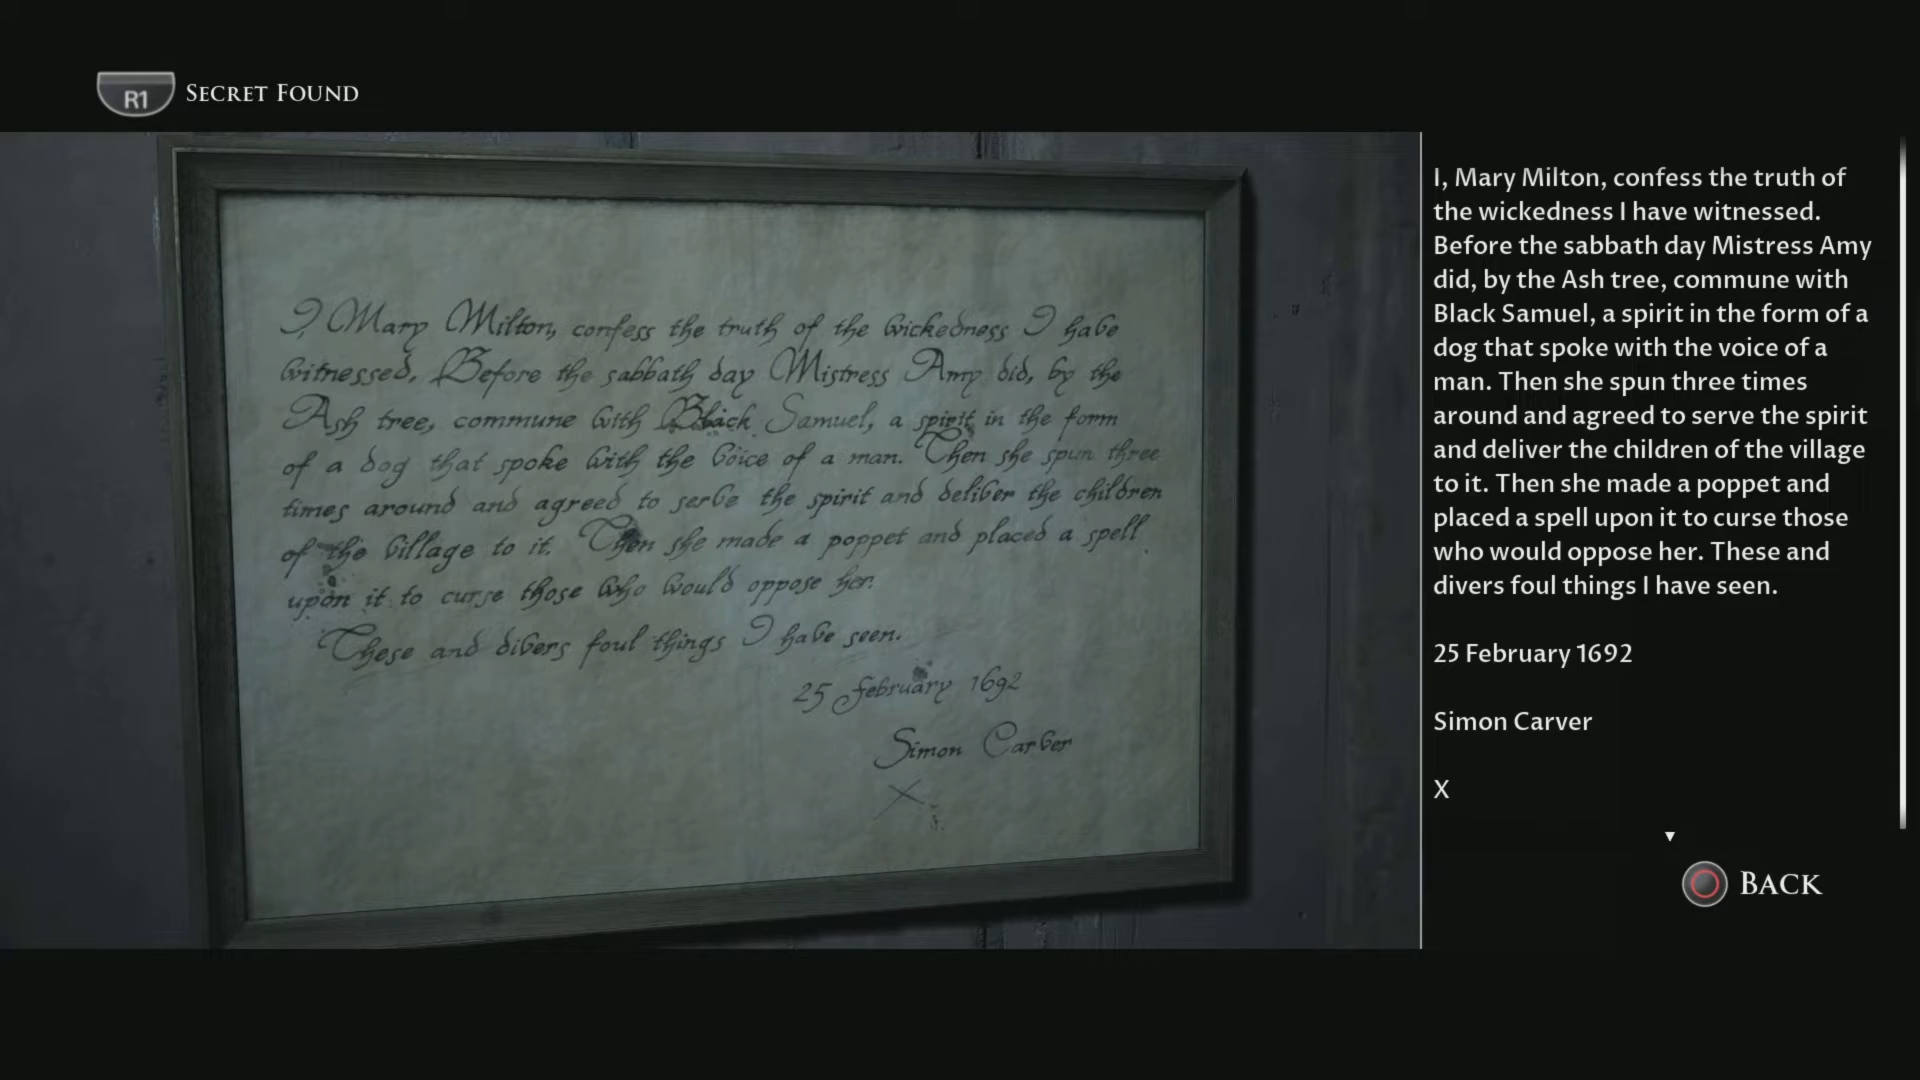 R1 SECRET FOUND
I, Mary Milton, confess the truth of the wickedness I have
witnessed. Before the sabbath day Mistress Amy did, by the
Ash tree, commune with Black Samuel, a spirit in the form
of a dog that spoke with the voice of a man. Then she spun three
times around and agreed to serve the spirit and deliver the children
of the village to it. Then she made a poppet and placed a spell
upon it to curse those who would oppose her.
These and divers foul things I have seen.
25 February 1692
Simon Carver
X
I, Mary Milton, confess the truth of
the wickedness I have witnessed.
Before the sabbath day Mistress Amy
did, by the Ash tree, commune with
Black Samuel, a spirit in the form of a
dog that spoke with the voice of a
man. Then she spun three times
around and agreed to serve the spirit
and deliver the children of the village
to it. Then she made a poppet and
placed a spell upon it to curse those
who would oppose her. These and
divers foul things I have seen.
25 February 1692
Simon Carver
X
BACK